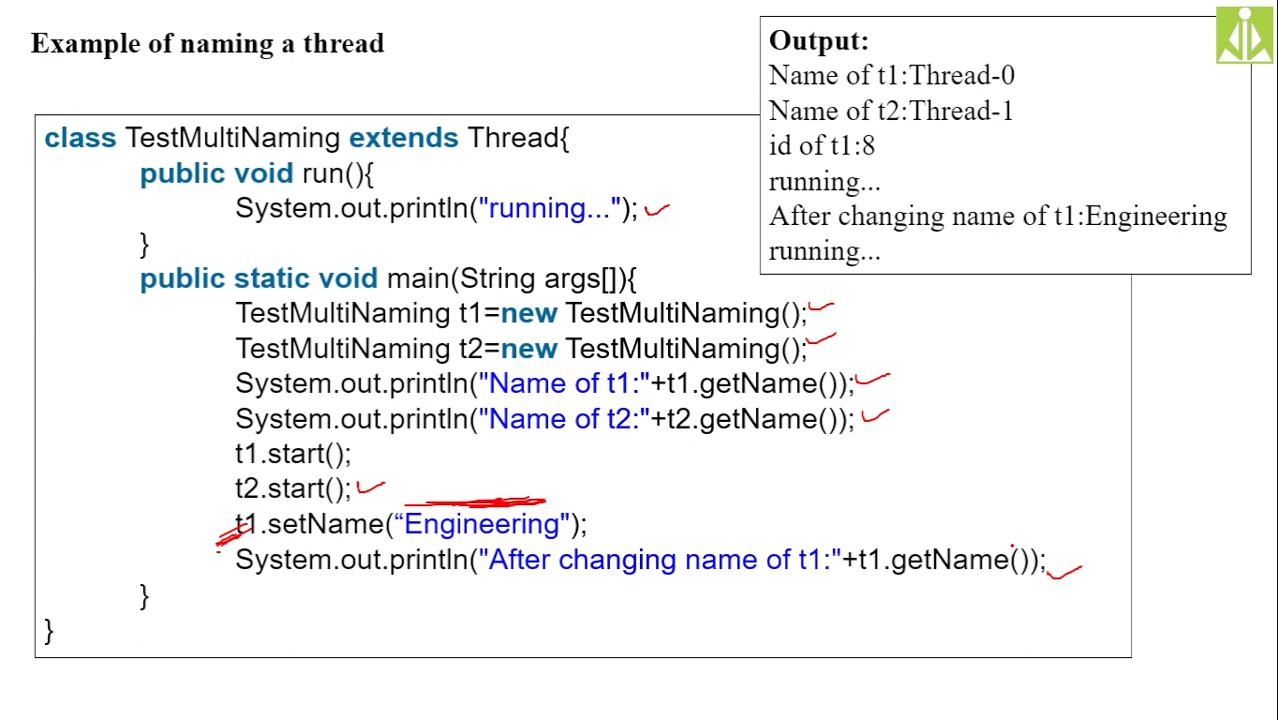 Example of naming a thread
Output:
Name of t1:Thread-0
Name of t2:Thread-1
id of t1:8
running...
After changing name of t1:Engineering
running...
class TestMultiNaming extends Thread{
public void run(){
System.out.println("running...");
}
public static void main(String args[]){
TestMultiNaming t1=new TestMultiNaming();
TestMultiNaming t2=new TestMultiNaming();
System.out.println("Name of t1:"+t1.getName());
System.out.println("Name of t2:"+t2.getName());
t1.start();
t2.start();
t1.setName(“Engineering");
System.out.println("After changing name of t1:"+t1.getName());
}
}